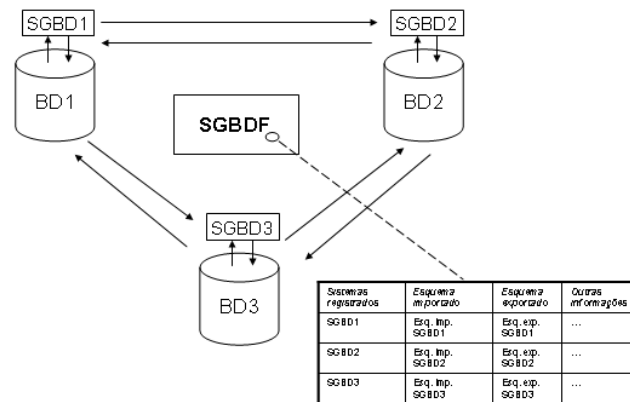 SGBD1
SGBD2
BD1
BD2
SGBDF
SGBD3
BD3
Sistemas registrados Esquema importado Esquema exportado Outras informações
SGBD1 Esq. Imp. SGBD1 Esq. exp. SGBD1 ...
SGBD2 Esq. Imp. SGBD2 Esq. exp. SGBD2 ...
SGBD3 Esq. Imp. SGBD3 Esq. exp. SGBD3 ...